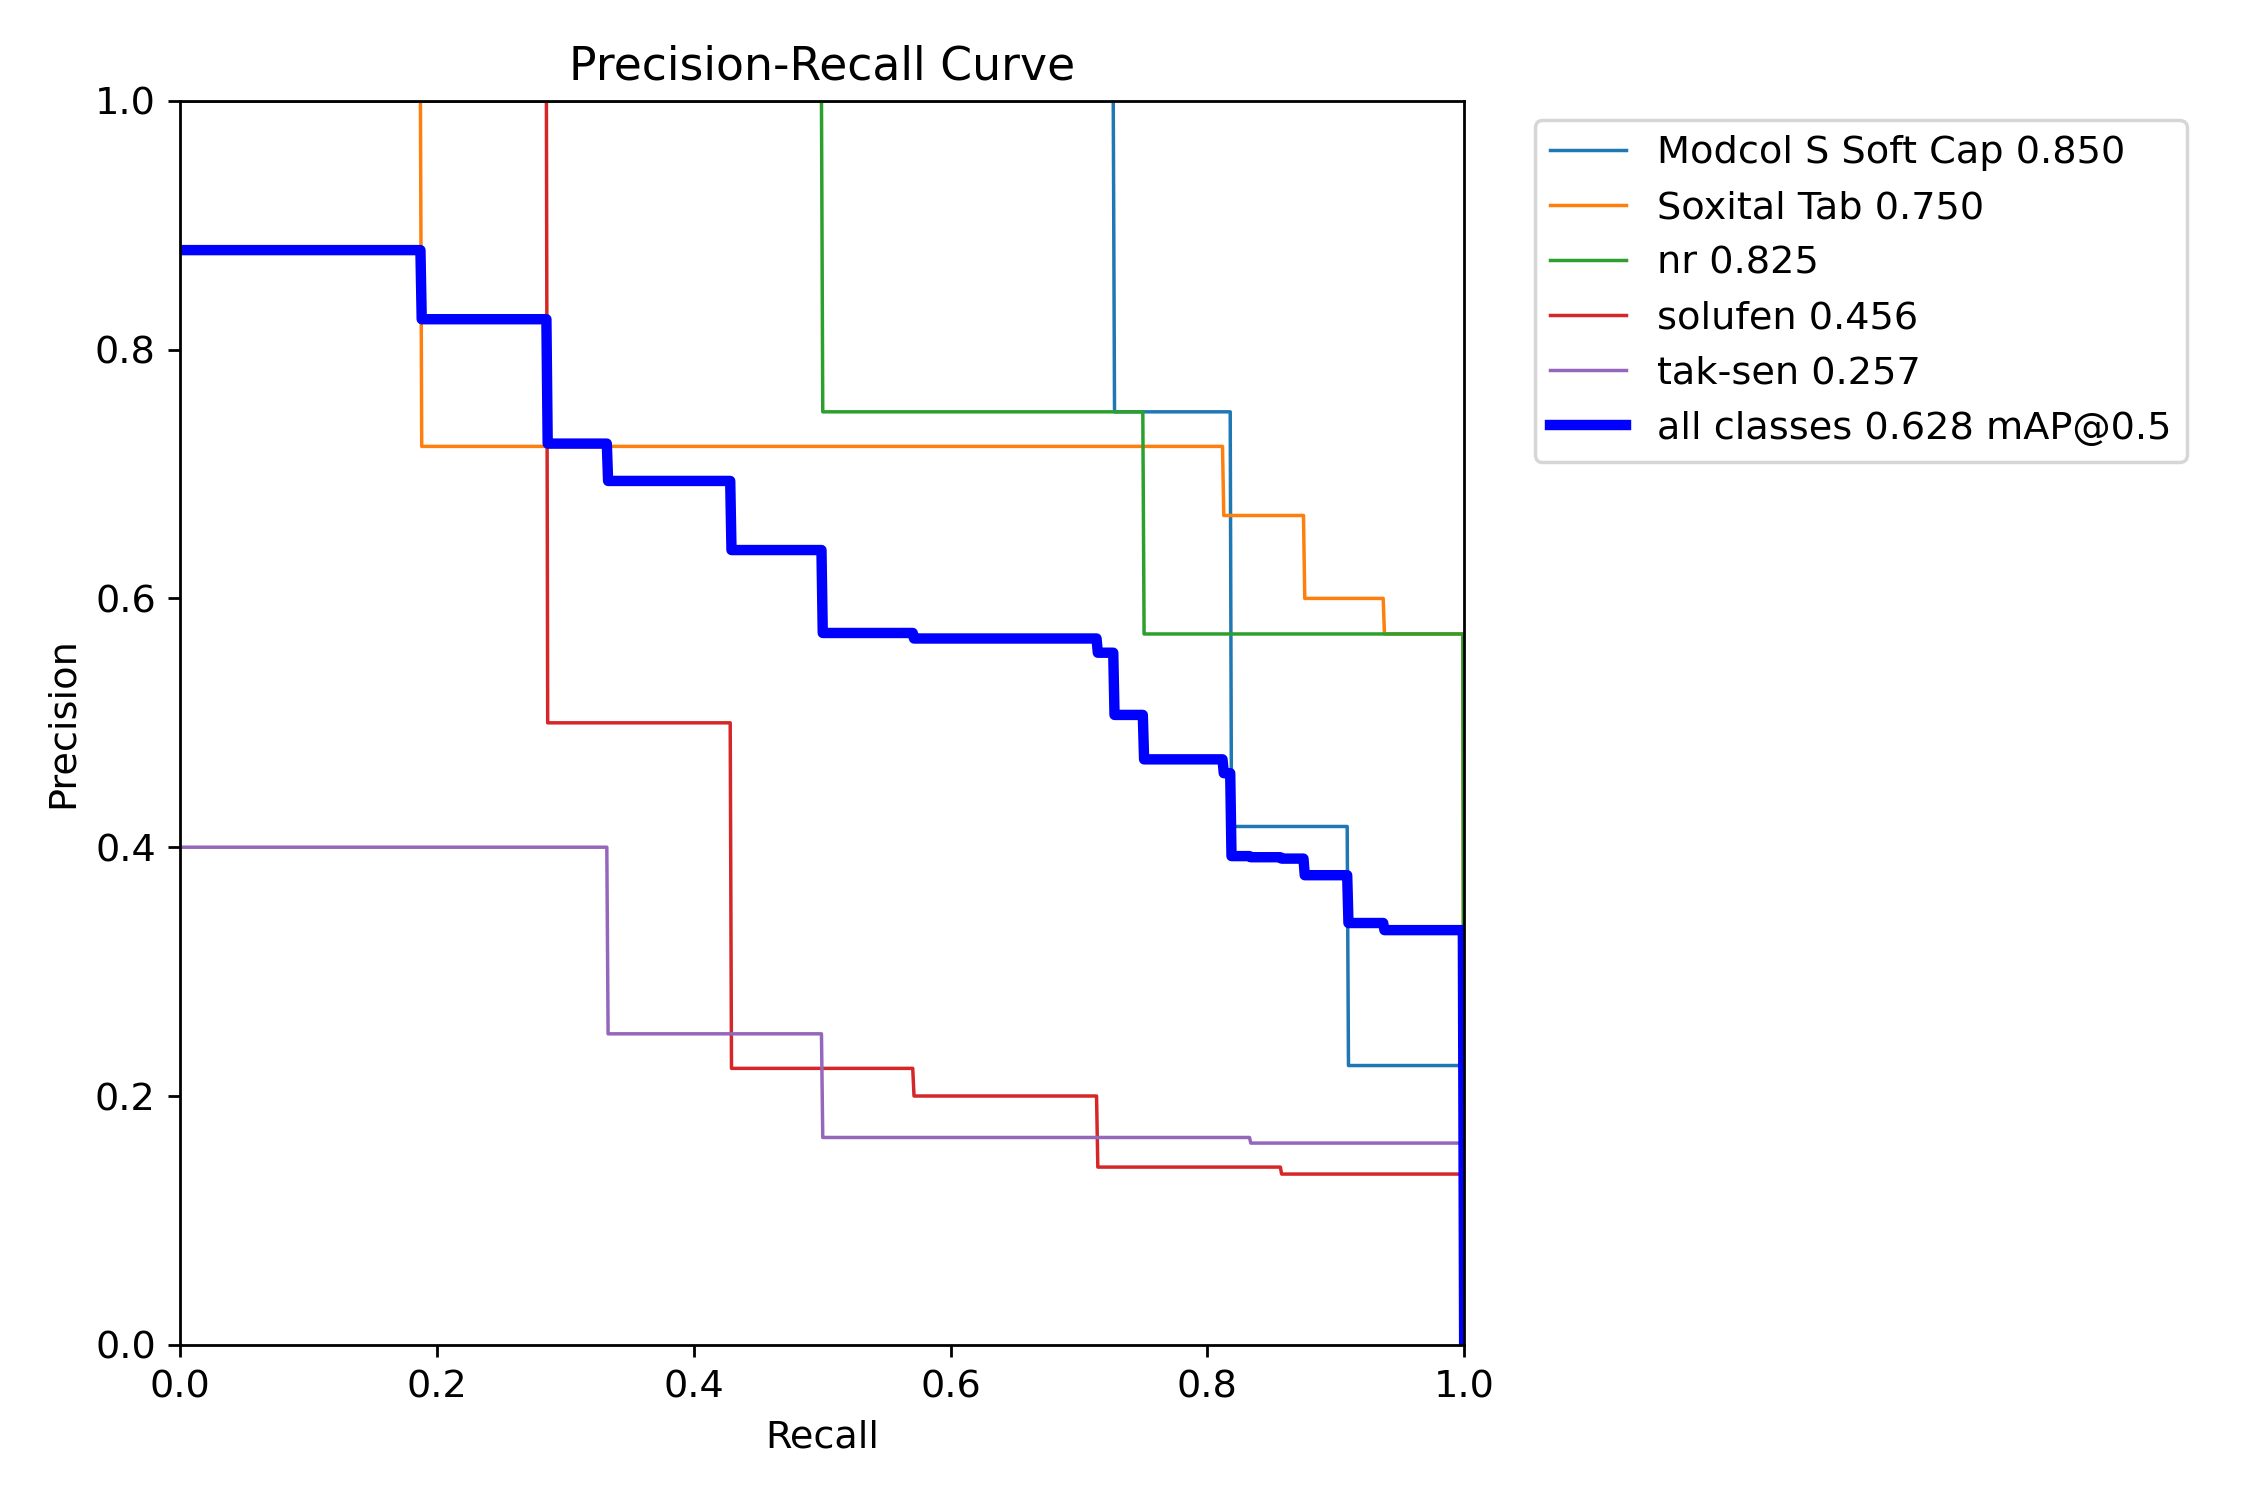 Precision-Recall Curve
1.0
0.8
0.6
0.4
0.2
0.0
Precision
0.0 0.2 0.4 0.6 0.8 1.0
Recall
Modcol S Soft Cap 0.850
Soxital Tab 0.750
nr 0.825
solufen 0.456
tak-sen 0.257
all classes 0.628 mAP@0.5